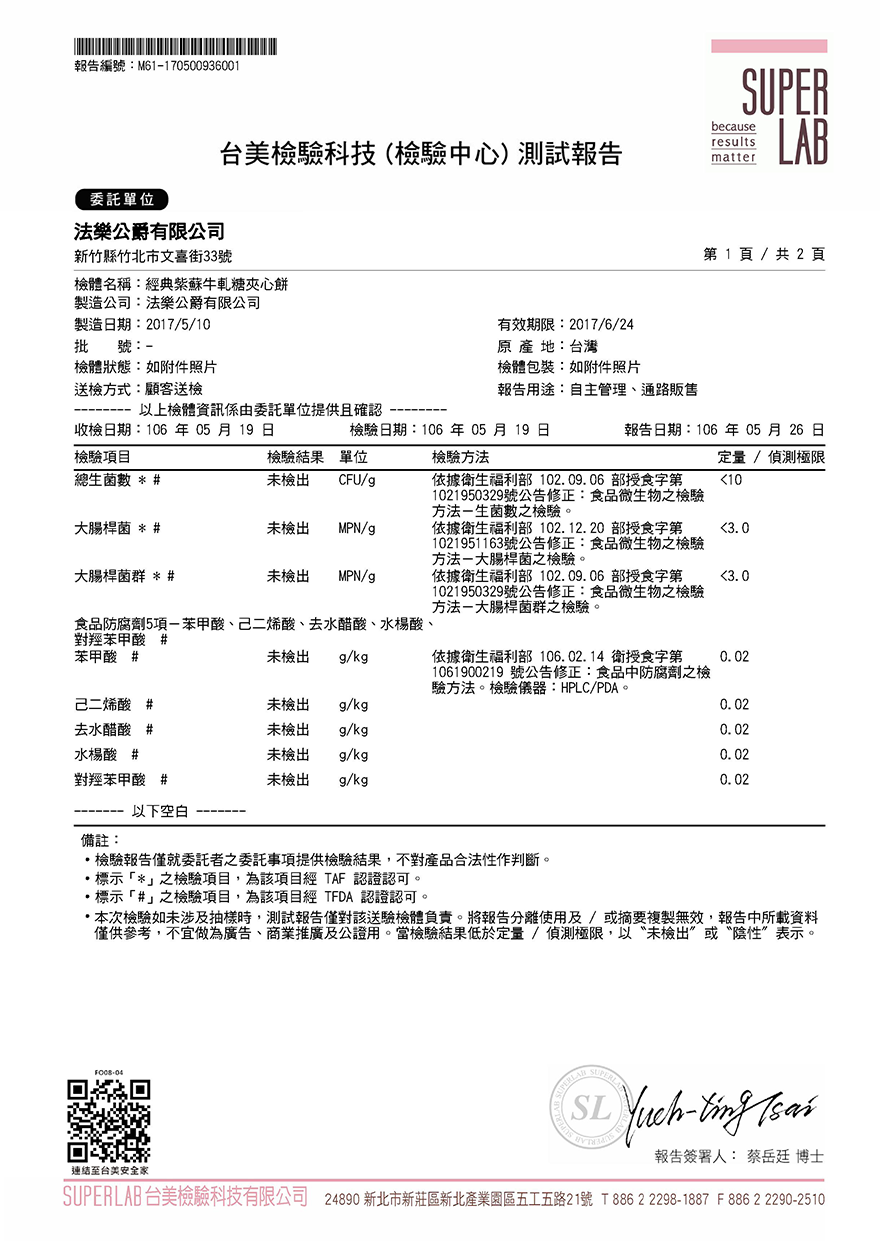 報告編號：M61-170500936001
SUPER LAB
because
results
matter
台美檢驗科技(檢驗中心)測試報告
委託單位
法樂公爵有限公司
新竹縣竹北市文喜街33號
第 1 頁 / 共 2 頁
檢體名稱：經典紫蘇牛軋糖夾心餅
製造公司：法樂公爵有限公司
製造日期：2017/5/10 有效期限：2017/6/24
批　　號：- 原 產 地：台灣
檢體狀態：如附件照片 檢體包裝：如附件照片
送檢方式：顧客送檢 報告用途：自主管理、通路販售
-------- 以上檢體資訊係由委託單位提供且確認 --------
收檢日期：106 年 05 月 19 日 檢驗日期：106 年 05 月 19 日 報告日期：106 年 05 月 26 日
檢驗項目 檢驗結果 單位 檢驗方法 定量 / 偵測極限
總生菌數 * # 未檢出 CFU/g 依據衛生福利部 102.09.06 部授食字第 <10
1021950329號公告修正：食品微生物之檢驗
方法－生菌數之檢驗。
大腸桿菌 * # 未檢出 MPN/g 依據衛生福利部 102.12.20 部授食字第 <3.0
1021951163號公告修正：食品微生物之檢驗
方法－大腸桿菌之檢驗。
大腸桿菌群 * # 未檢出 MPN/g 依據衛生福利部 102.09.06 部授食字第 <3.0
1021950329號公告修正：食品微生物之檢驗
方法－大腸桿菌群之檢驗。
食品防腐劑5項－苯甲酸、己二烯酸、去水醋酸、水楊酸、
對羥苯甲酸 #
苯甲酸 # 未檢出 g/kg 依據衛生福利部 106.02.14 衛授食字第 0.02
1061900219 號公告修正：食品中防腐劑之檢
驗方法。檢驗儀器：HPLC/PDA。
己二烯酸 # 未檢出 g/kg 0.02
去水醋酸 # 未檢出 g/kg 0.02
水楊酸 # 未檢出 g/kg 0.02
對羥苯甲酸 # 未檢出 g/kg 0.02
------- 以下空白 -------
備註：
•檢驗報告僅就委託者之委託事項提供檢驗結果，不對產品合法性作判斷。
•標示「*」之檢驗項目，為該項目經 TAF 認證認可。
•標示「#」之檢驗項目，為該項目經 TFDA 認證認可。
•本次檢驗如未涉及抽樣時，測試報告僅對該送驗檢體負責。將報告分離使用及 / 或摘要複製無效，報告中所載資料
僅供參考，不宜做為廣告、商業推廣及公證用。當檢驗結果低於定量 / 偵測極限，以〝未檢出〞或〝陰性〞表示。
FO08-04
連結至台美安全家
SUPERLAB SUPERLAB SUPERLAB SUPERLAB
SL
Yueh-ting Tsai
報告簽署人： 蔡岳廷 博士
SUPERLAB台美檢驗科技有限公司 24890 新北市新莊區新北產業園區五工五路21號 T 886 2 2298-1887 F 886 2 2290-2510